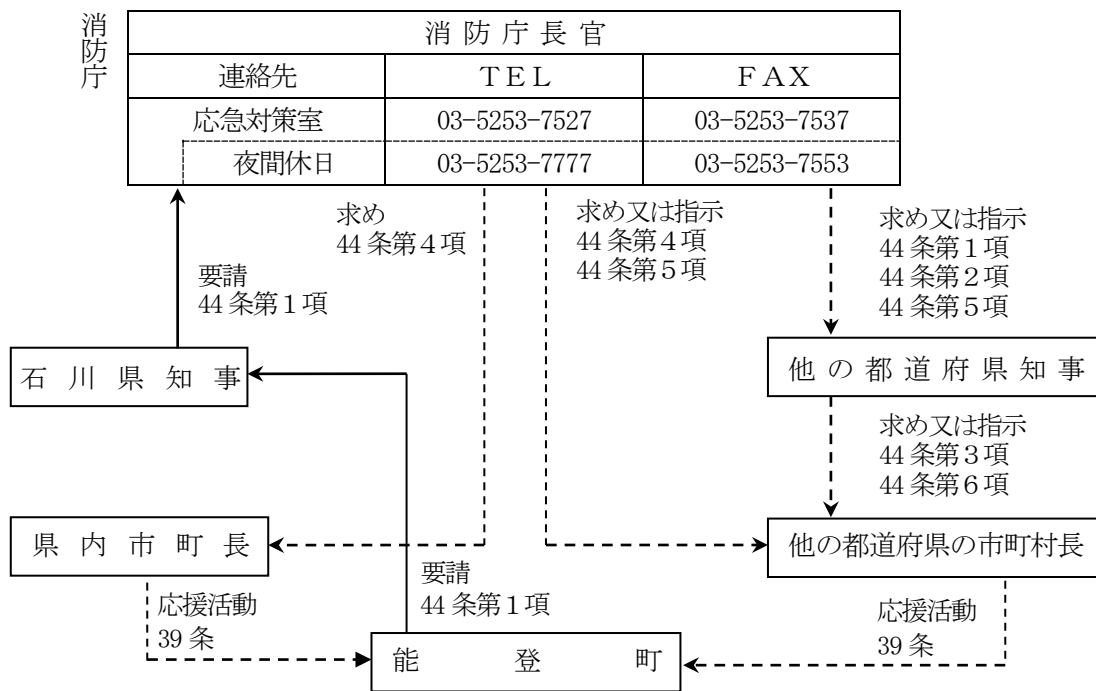 消防庁
消防庁長官
連絡先 ＴＥＬ ＦＡＸ
応急対策室 03-5253-7527 03-5253-7537
夜間休日 03-5253-7777 03-5253-7553
求め
44条第４項
求め又は指示
44条第４項
44条第５項
求め又は指示
44条第１項
44条第２項
44条第５項
要請
44条第１項
石川県知事
他の都道府県知事
求め又は指示
44条第３項
44条第６項
県内市町長
他の都道府県の市町村長
要請
44条第１項
応援活動
39条
応援活動
39条
能登町